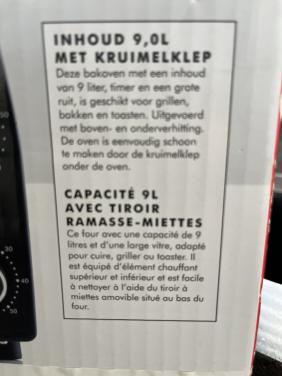 INHOUD 9,0L
MET KRUIMELKLEP
Deze bakoven met een inhoud
van 9 liter, timer en een grote
ruit, is geschikt voor grillen,
bakken en toasten. Uitgevoerd
met boven- en onderverhitting.
De oven is eenvoudig schoon
te maken door de kruimelklep
onder de oven.
CAPACITÉ 9L
AVEC TIROIR
RAMASSE-MIETTES
Ce four avec une capacité de 9
litres et d'une large vitre, adapté
pour cuire, griller ou toaster. Il
est équipé d'élément chauffant
supérieur et inférieur et est facile
à nettoyer à l'aide du tiroir à
miettes amovible situé au bas du
four.
50
30
40
50